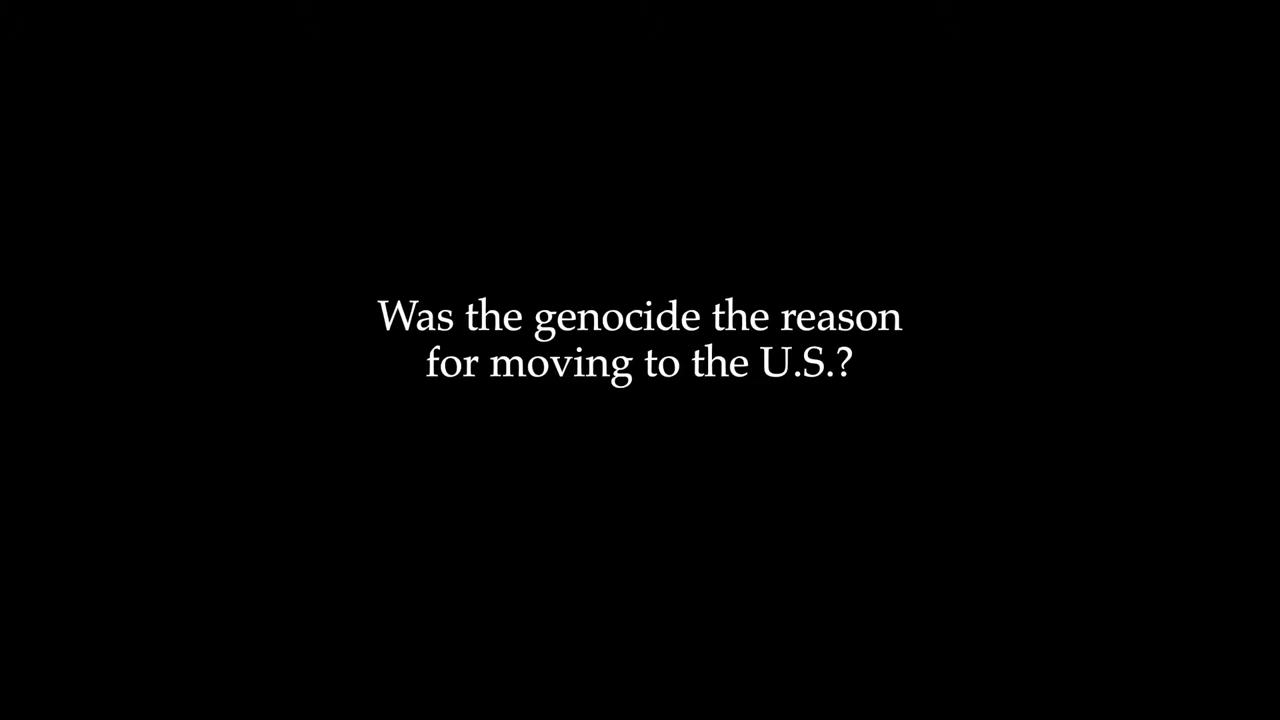 Was the genocide the reason
for moving to the U.S.?